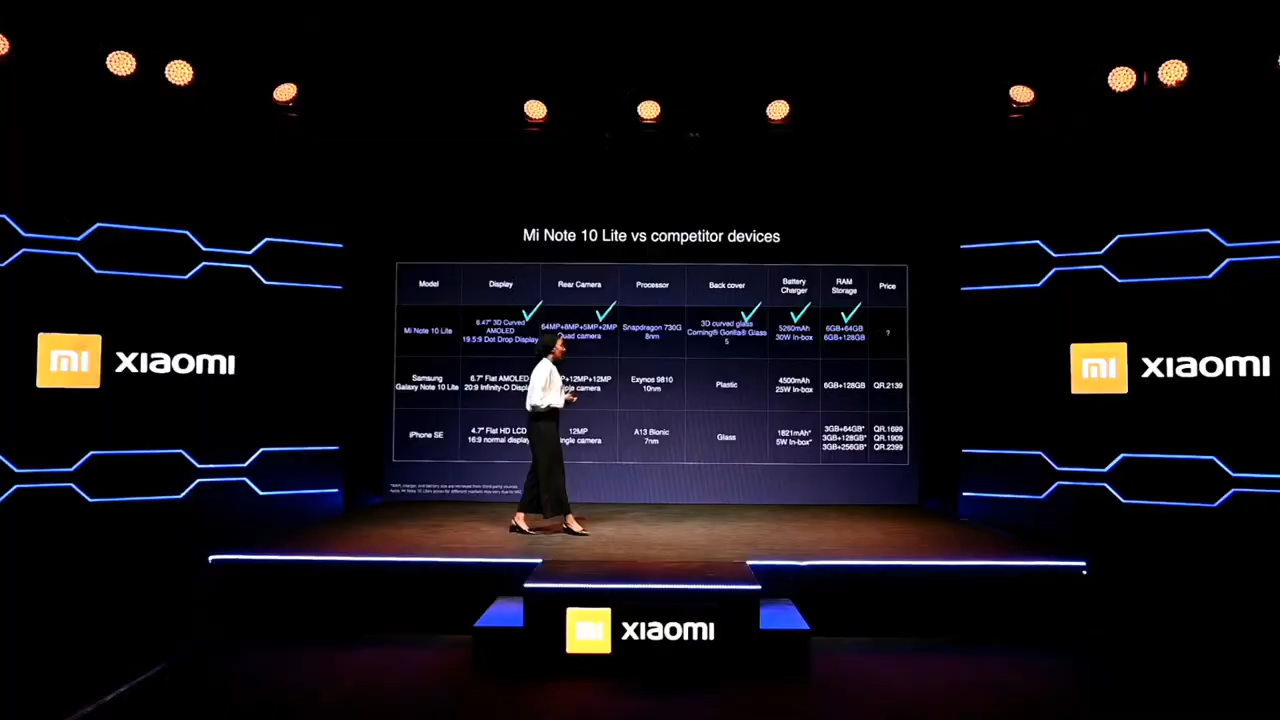 Mi Note 10 Lite vs competitor devices
Model Display Rear Camera Processor Back cover Battery Charger RAM Storage Price
Mi Note 10 Lite
6.47" 3D Curved
AMOLED
19.5:9 Dot Drop Display
64MP+8MP+5MP+2MP
Quad camera
Snapdragon 730G
8nm
3D curved glass
Corning® Gorilla® Glass
5
5260mAh
30W In-box
6GB+64GB
6GB+128GB
?
Samsung
Galaxy Note 10 Lite
6.7" Flat AMOLED
20:9 Infinity-O
+12MP+12MP
camera
Exynos 9810
10nm
Plastic
4500mAh
25W In-box
6GB+128GB
QR.2139
iPhone SE
4.7" Flat HD LCD
16:9 normal display
12MP
camera
A13 Bionic
7nm
Glass
1821mAh*
5W In-box*
3GB+64GB*
3GB+128GB*
3GB+256GB*
QR.1699
QR.1909
QR.2399
mi xiaomi
mi xiaomi
mi xiaomi